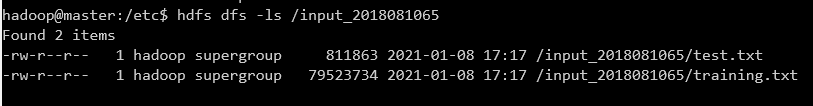 hadoop@master:/etc$ hdfs dfs -ls /input_2018081065
Found 2 items
-rw-r--r--   1 hadoop supergroup     811863 2021-01-08 17:17 /input_2018081065/test.txt
-rw-r--r--   1 hadoop supergroup   79523734 2021-01-08 17:17 /input_2018081065/training.txt